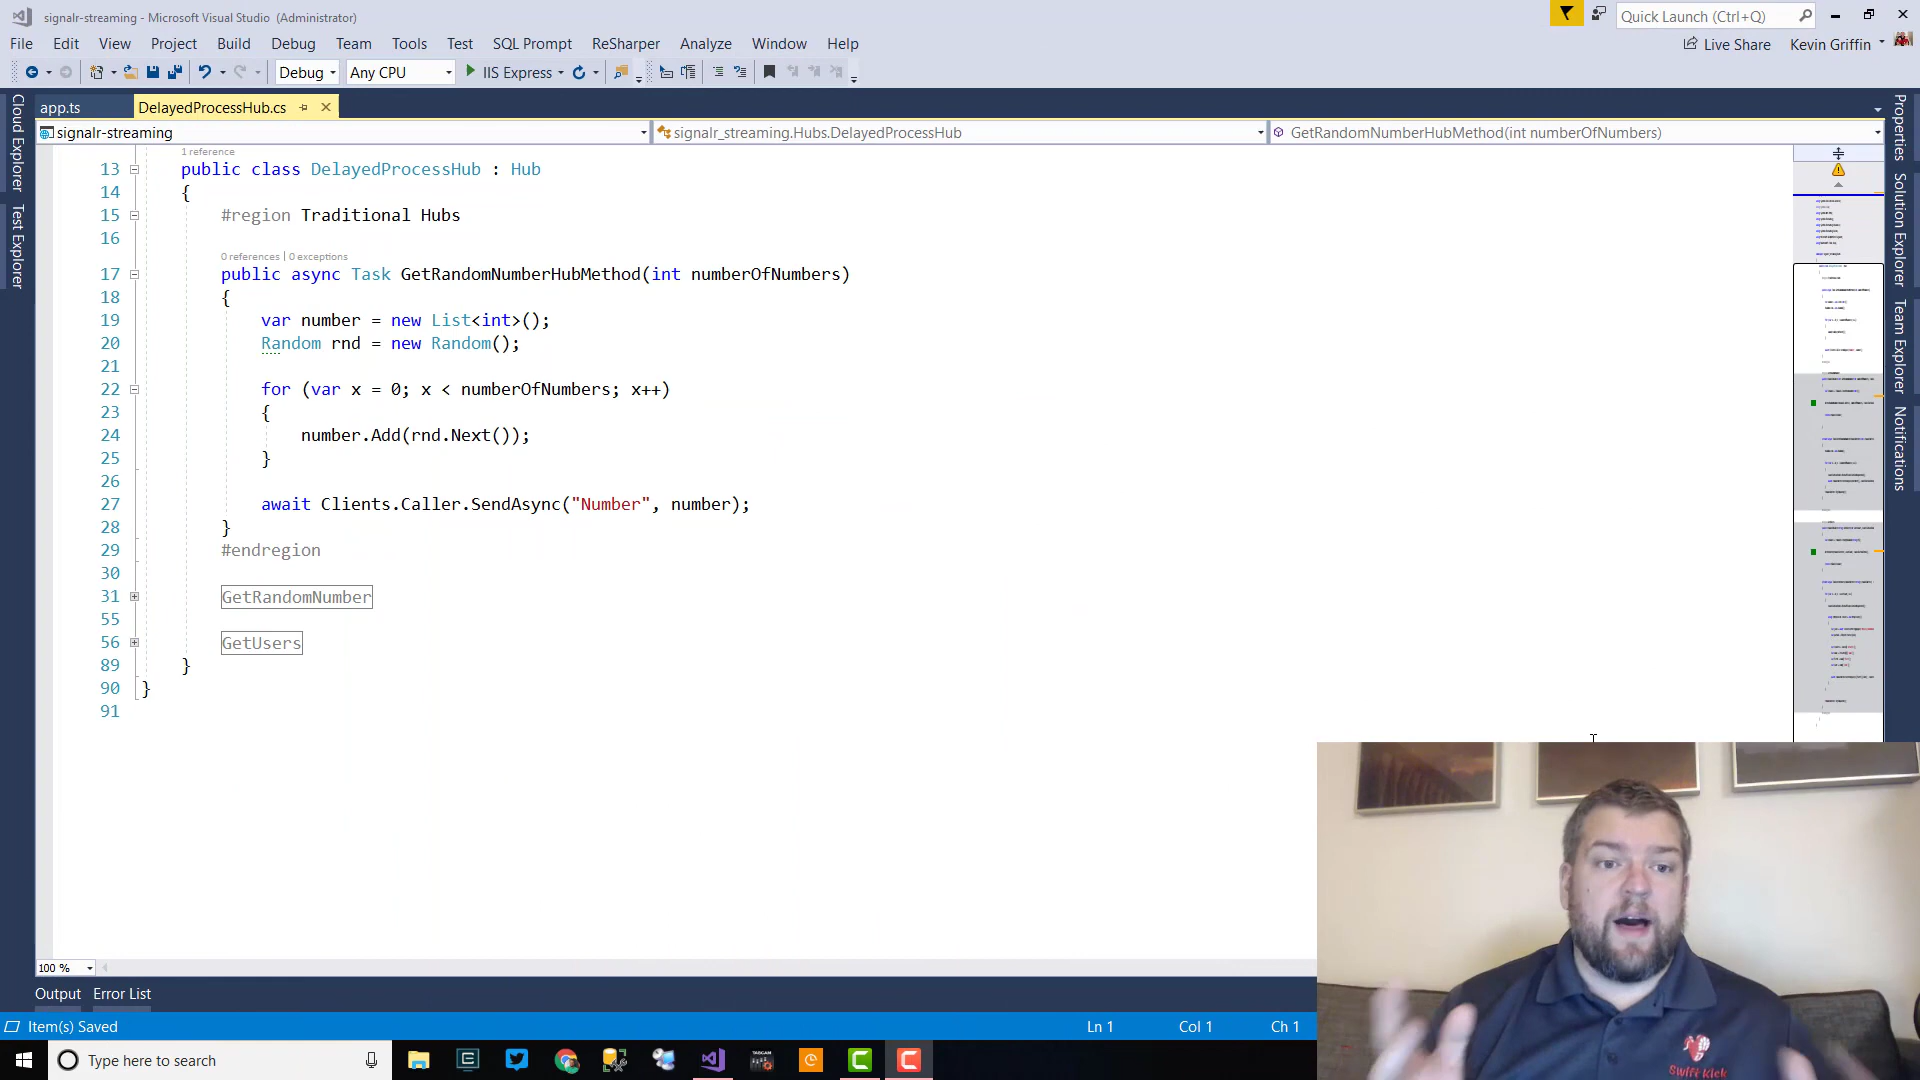 signalr-streaming - Microsoft Visual Studio (Administrator)
Quick Launch (Ctrl+Q)
File Edit View Project Build Debug Team Tools Test SQL Prompt ReSharper Analyze Window Help
Live Share Kevin Griffin
Debug Any CPU IIS Express
Cloud Explorer
Test Explorer
app.ts DelayedProcessHub.cs
signalr-streaming signalr_streaming.Hubs.DelayedProcessHub GetRandomNumberHubMethod(int numberOfNumbers)
1 reference
13 public class DelayedProcessHub : Hub
14 {
15 #region Traditional Hubs
16
0 references | 0 exceptions
17 public async Task GetRandomNumberHubMethod(int numberOfNumbers)
18 {
19 var number = new List<int>();
20 Random rnd = new Random();
21
22 for (var x = 0; x < numberOfNumbers; x++)
23 {
24 number.Add(rnd.Next());
25 }
26
27 await Clients.Caller.SendAsync("Number", number);
28 }
29 #endregion
30
31 GetRandomNumber
55
56 GetUsers
89 }
90 }
91
Properties
Solution Explorer
Team Explorer
Notifications
100 %
Output Error List
Item(s) Saved Ln 1 Col 1 Ch 1
Type here to search
TASCAM
Swift Kick